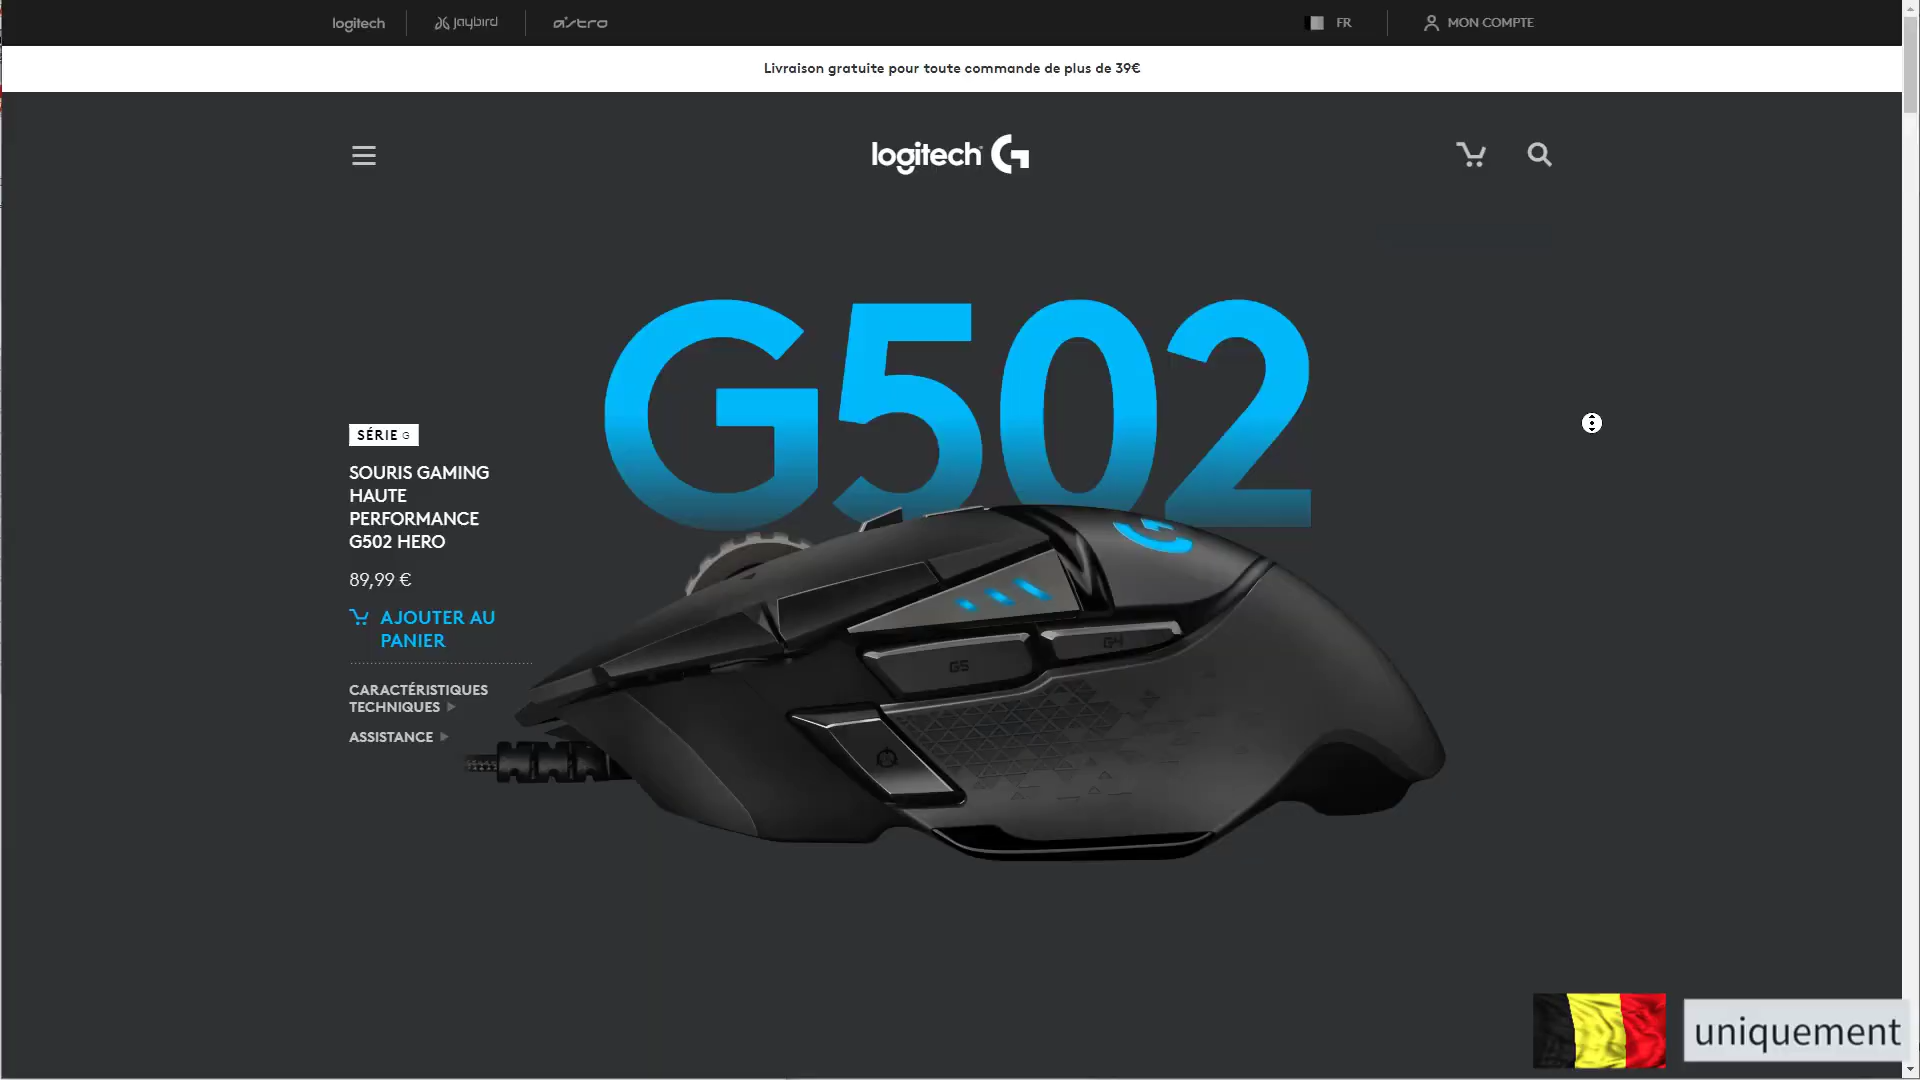 logitech
jaybird
astro
FR
MON COMPTE
Livraison gratuite pour toute commande de plus de 39€
logitech G
G502
SÉRIE G
SOURIS GAMING
HAUTE
PERFORMANCE
G502 HERO
89,99 €
AJOUTER AU
PANIER
CARACTÉRISTIQUES
TECHNIQUES
ASSISTANCE
G5
G4
uniquement